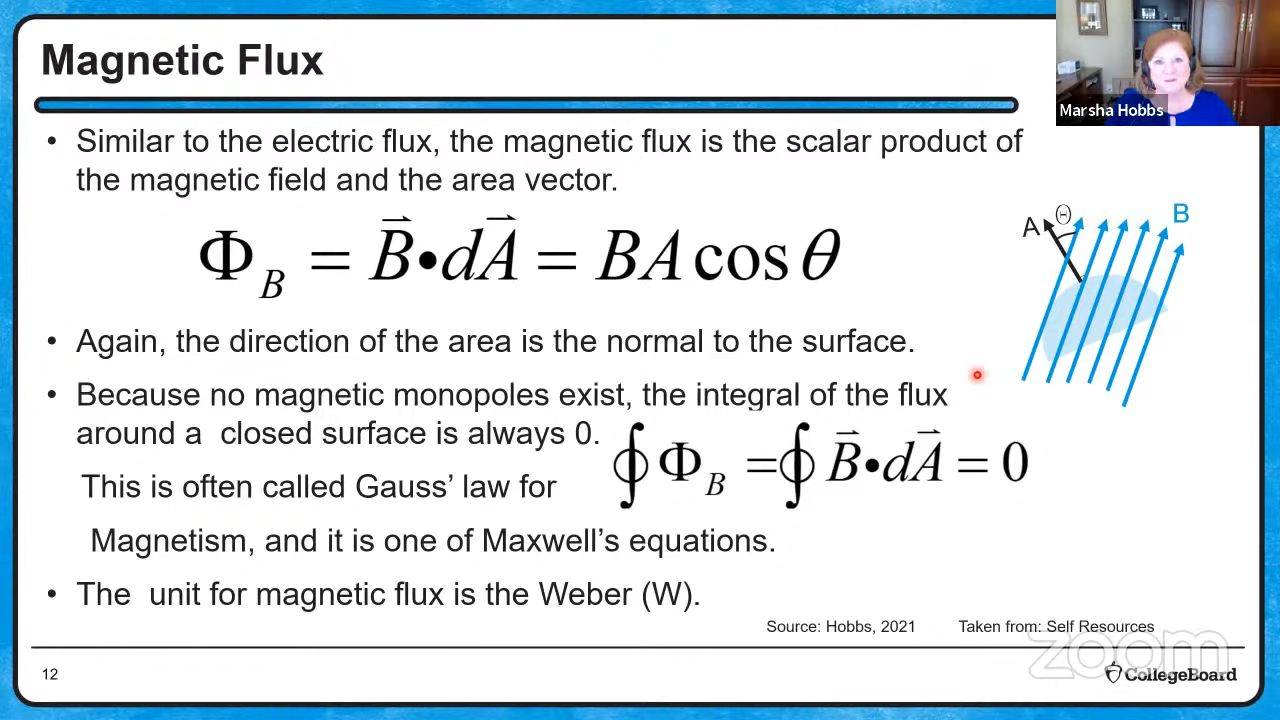 Magnetic Flux
Marsha Hobbs
• Similar to the electric flux, the magnetic flux is the scalar product of
the magnetic field and the area vector.
Φ_B = B⃗ • dA⃗ = BA cos θ
A Θ B
• Again, the direction of the area is the normal to the surface.
• Because no magnetic monopoles exist, the integral of the flux
around a closed surface is always 0.
∮ Φ_B = ∮ B⃗ • dA⃗ = 0
This is often called Gauss’ law for
Magnetism, and it is one of Maxwell’s equations.
• The unit for magnetic flux is the Weber (W).
Source: Hobbs, 2021 Taken from: Self Resources
zoom
12
CollegeBoard